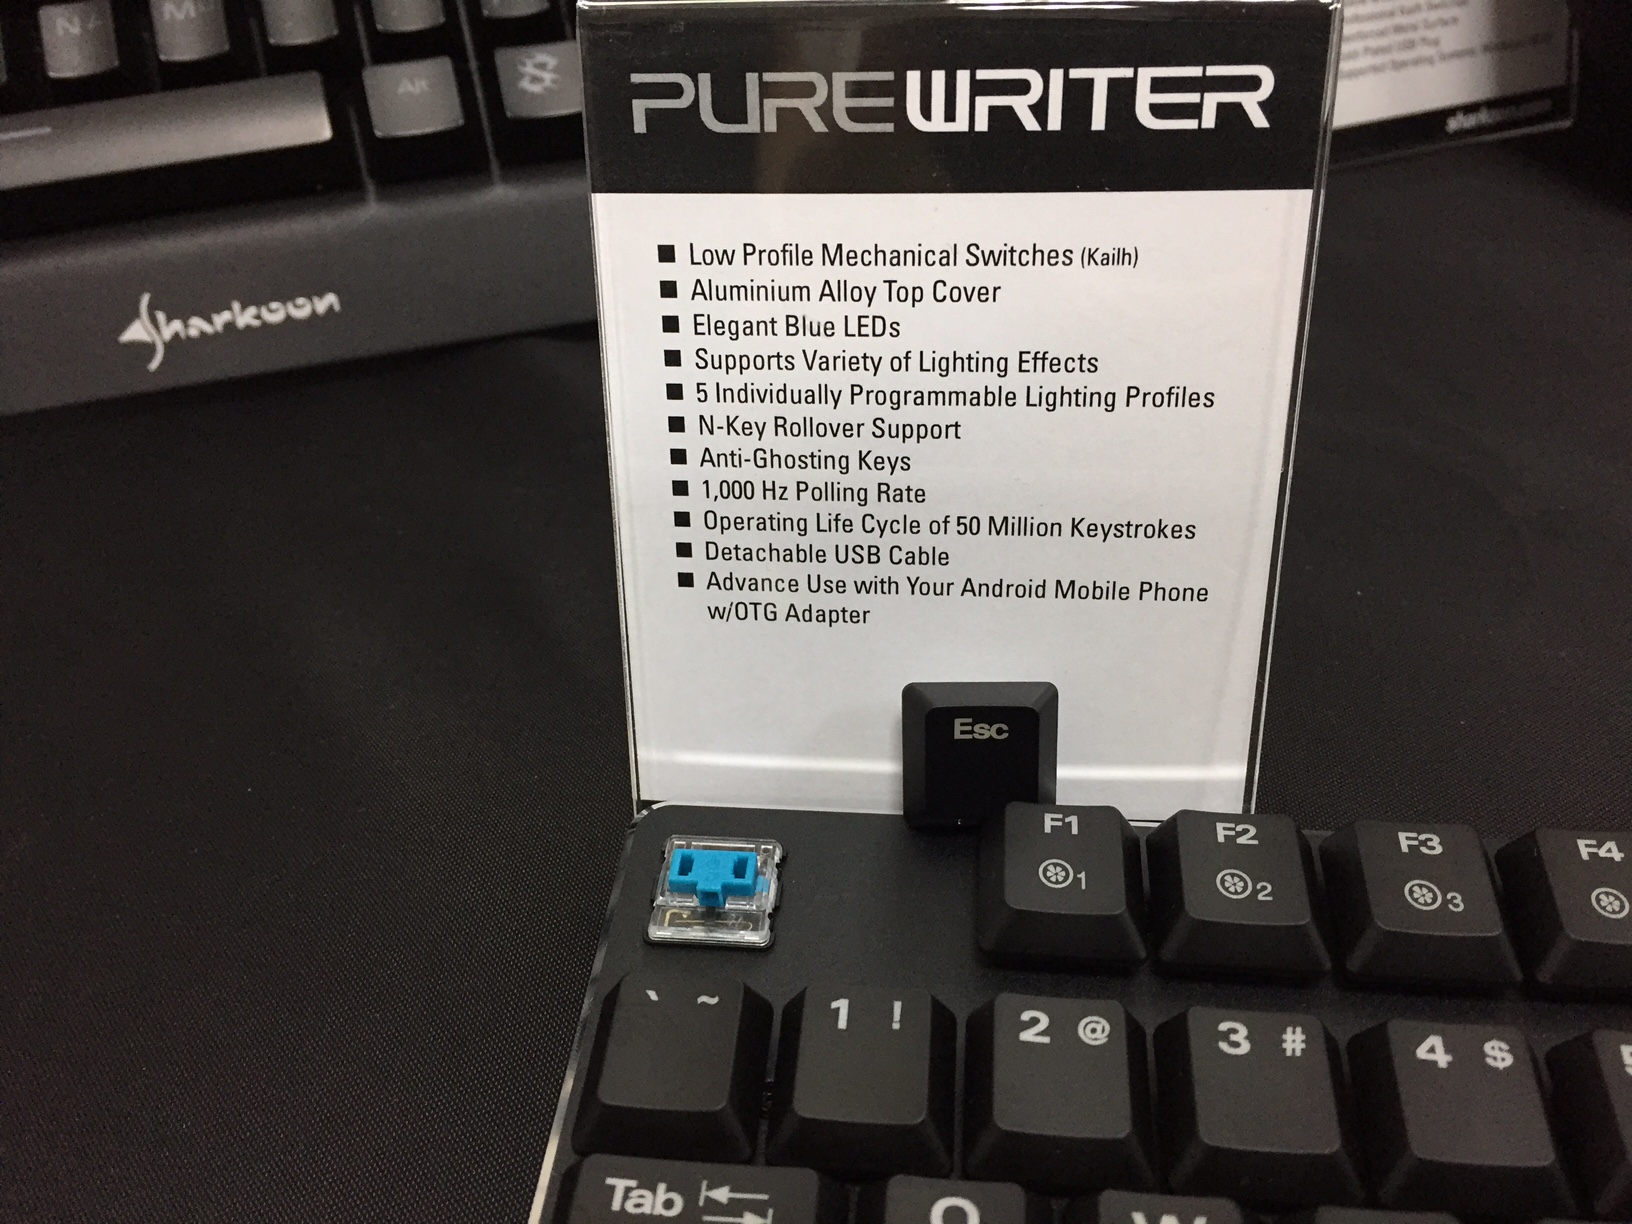 PUREWRITER
■ Low Profile Mechanical Switches (Kailh)
■ Aluminium Alloy Top Cover
■ Elegant Blue LEDs
■ Supports Variety of Lighting Effects
■ 5 Individually Programmable Lighting Profiles
■ N-Key Rollover Support
■ Anti-Ghosting Keys
■ 1,000 Hz Polling Rate
■ Operating Life Cycle of 50 Million Keystrokes
■ Detachable USB Cable
■ Advance Use with Your Android Mobile Phone
w/OTG Adapter
N
M
Alt
Sharkoon
Esc
F1 F2 F3 F4
1 2 3
` ~ 1 ! 2 @ 3 # 4 $
Tab Q W